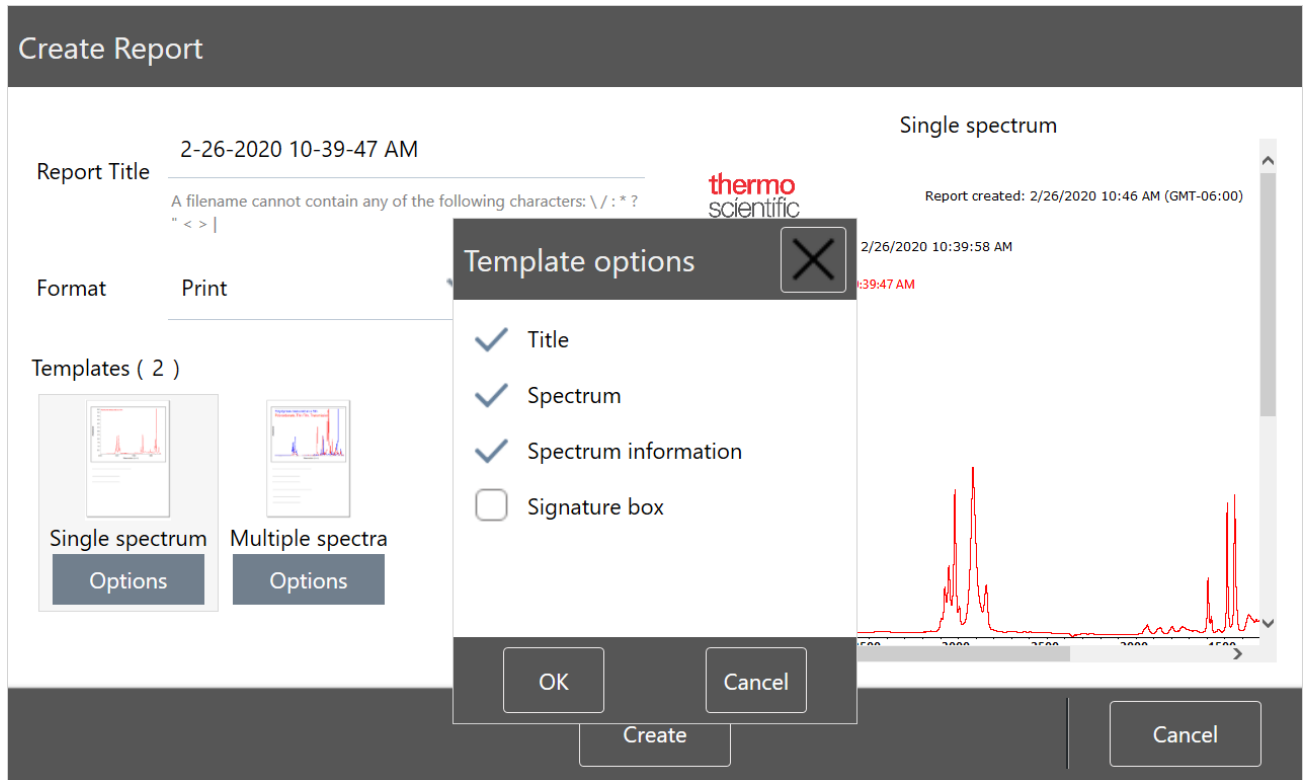 Create Report
Single spectrum
Report Title
2-26-2020 10-39-47 AM
A filename cannot contain any of the following characters: \ / : * ?
" < > |
thermo
scientific
Report created: 2/26/2020 10:46 AM (GMT-06:00)
2/26/2020 10:39:58 AM
:39:47 AM
Format
Print
Template options
Title
Spectrum
Spectrum information
Signature box
OK
Cancel
Templates ( 2 )
Single spectrum
Multiple spectra
Options
Options
Create
Cancel